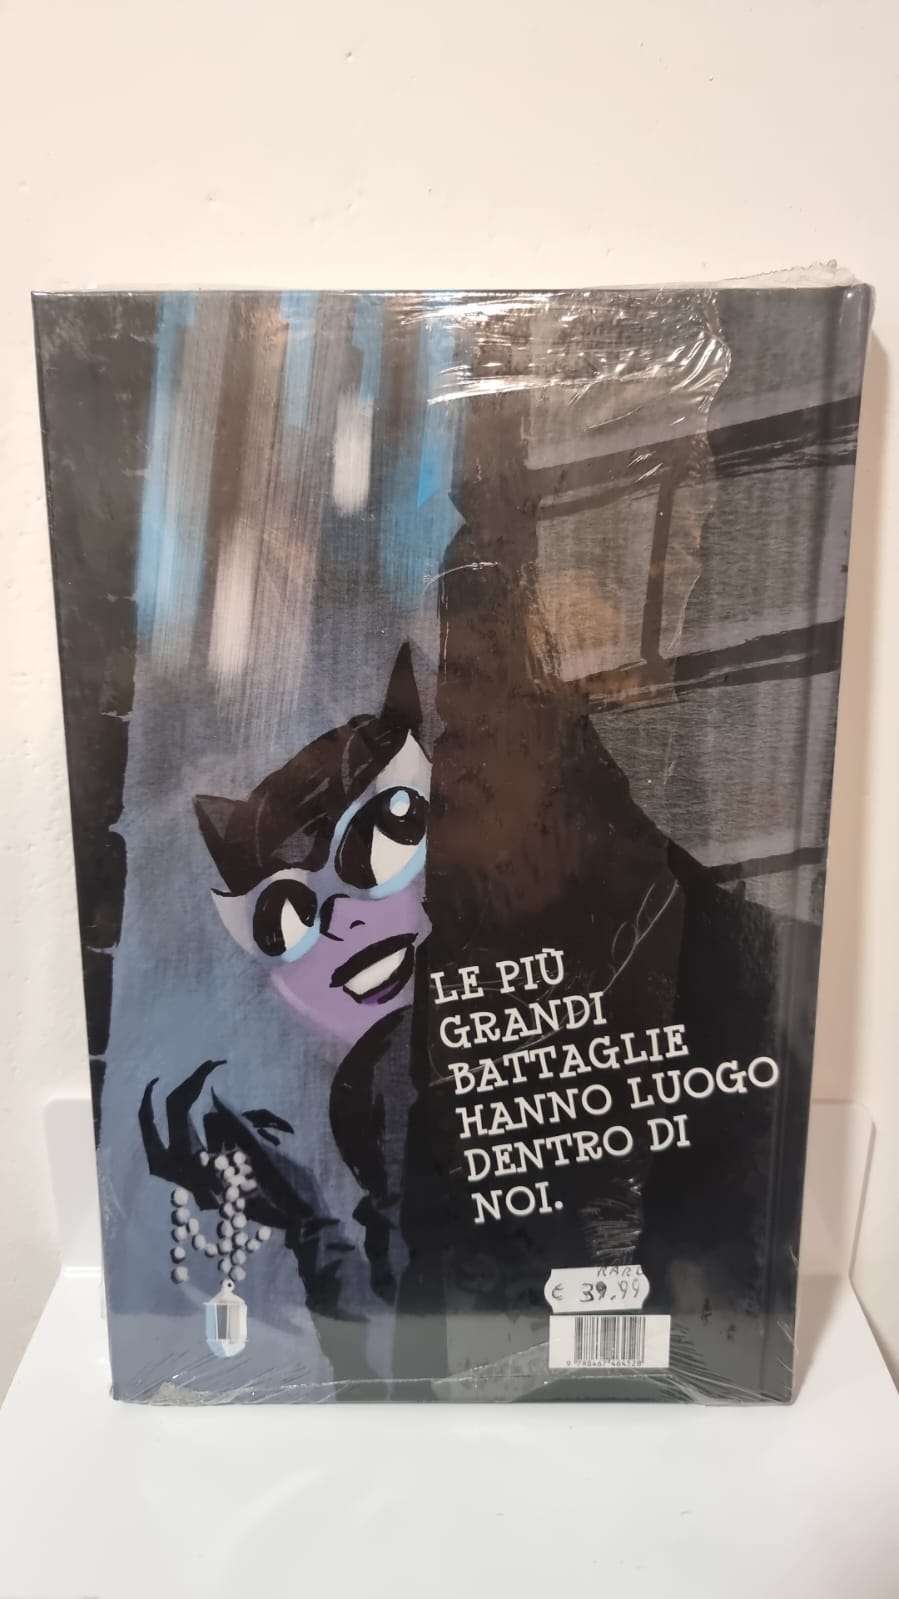 LE PIÙ
GRANDI
BATTAGLIE
HANNO LUOGO
DENTRO DI
NOI.
€ 39.99